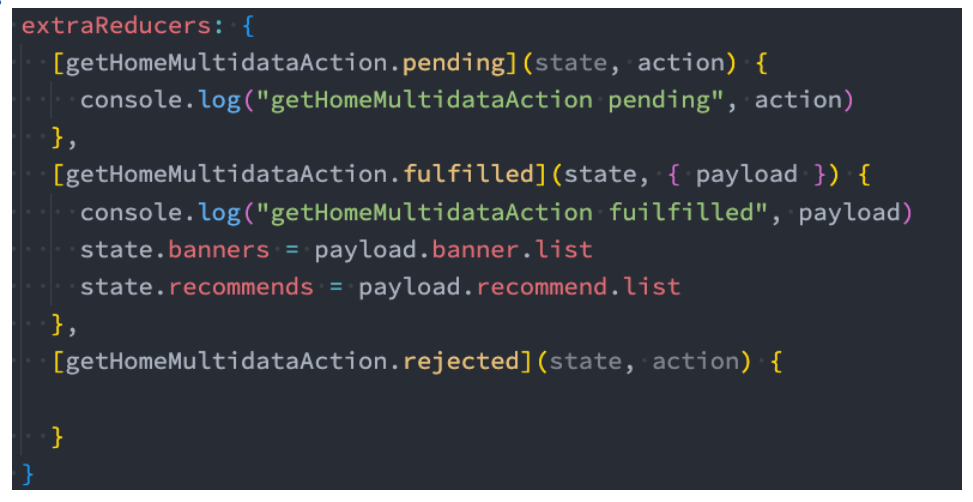 extraReducers: {
[getHomeMultidataAction.pending](state, action) {
console.log("getHomeMultidataAction pending", action)
},
[getHomeMultidataAction.fulfilled](state, { payload }) {
console.log("getHomeMultidataAction fuilfilled", payload)
state.banners = payload.banner.list
state.recommends = payload.recommend.list
},
[getHomeMultidataAction.rejected](state, action) {
}
}